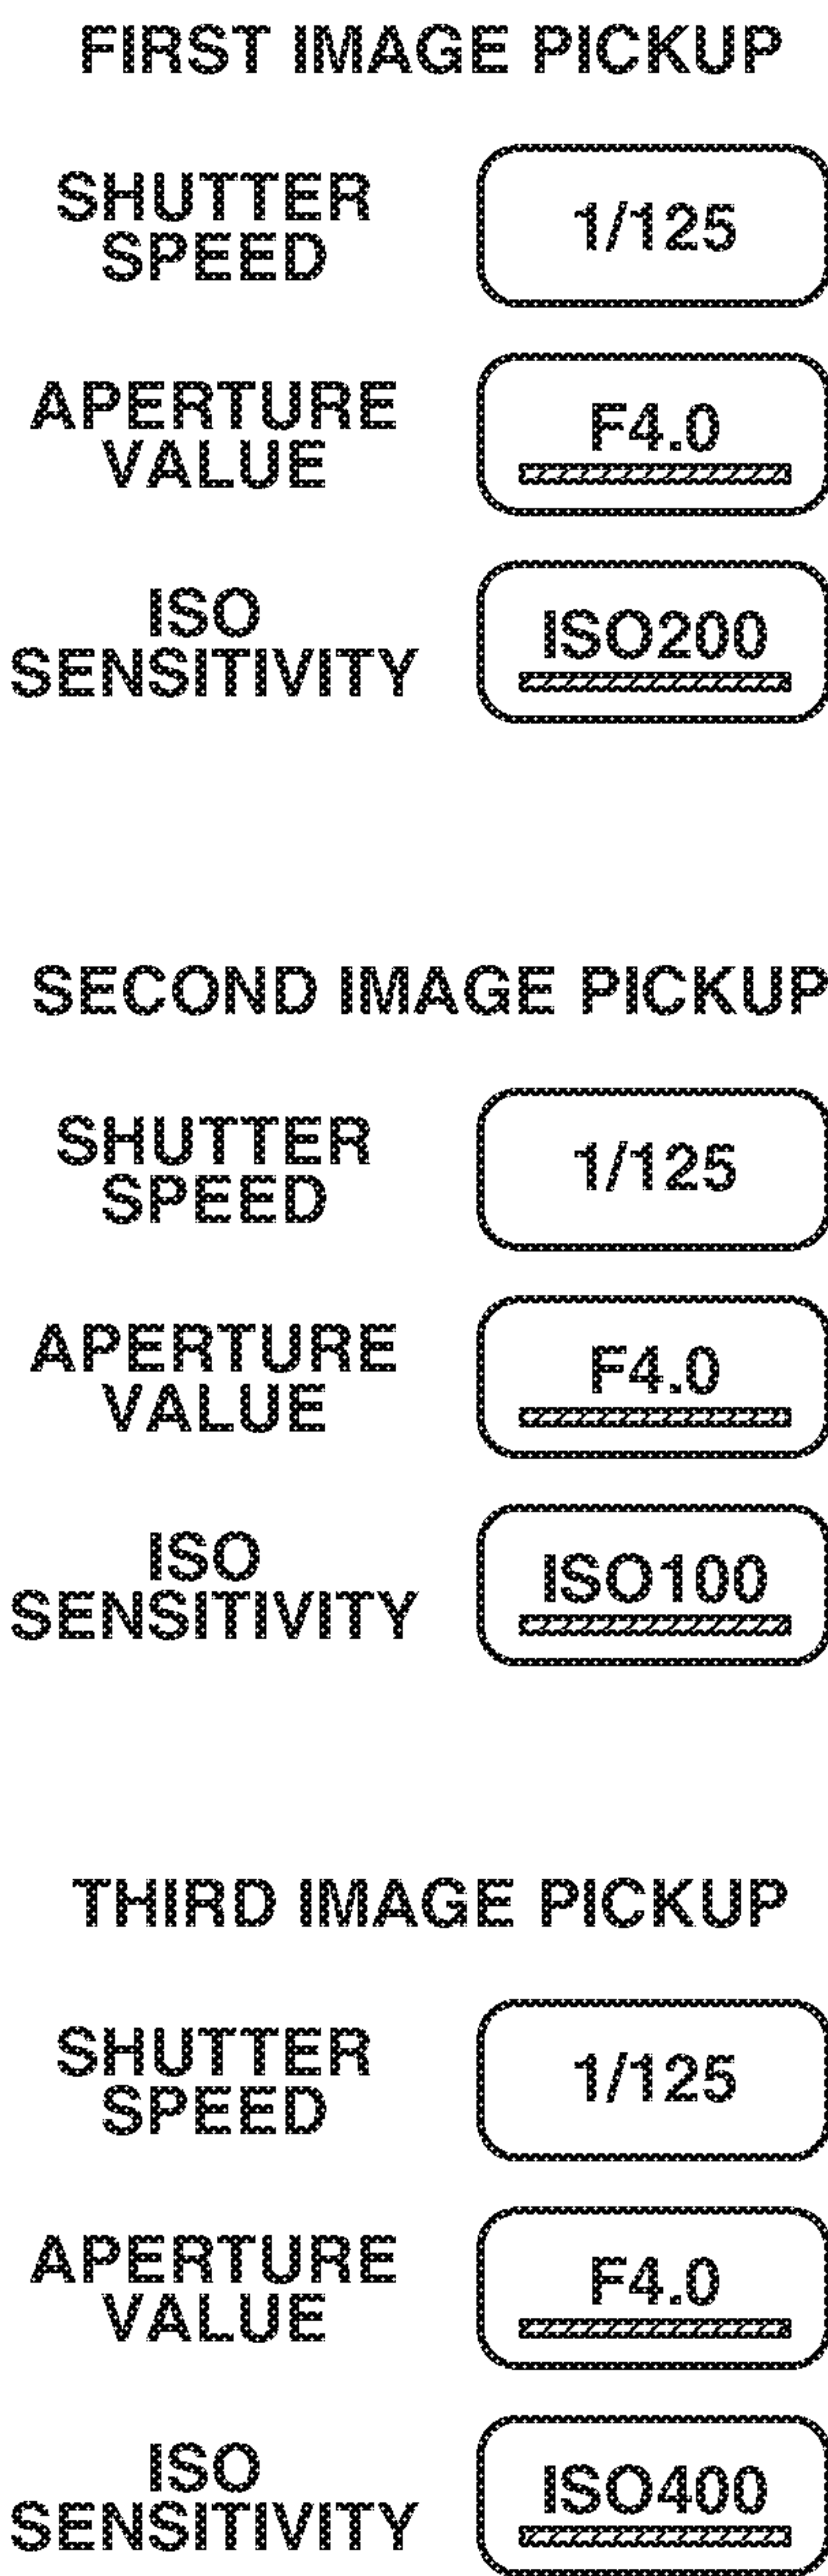 FIRST IMAGE PICKUP
SHUTTER
SPEED
1/125
APERTURE
VALUE
F4.0
ISO
SENSITIVITY
ISO200
SECOND IMAGE PICKUP
SHUTTER
SPEED
1/125
APERTURE
VALUE
F4.0
ISO
SENSITIVITY
ISO100
THIRD IMAGE PICKUP
SHUTTER
SPEED
1/125
APERTURE
VALUE
F4.0
ISO
SENSITIVITY
ISO400